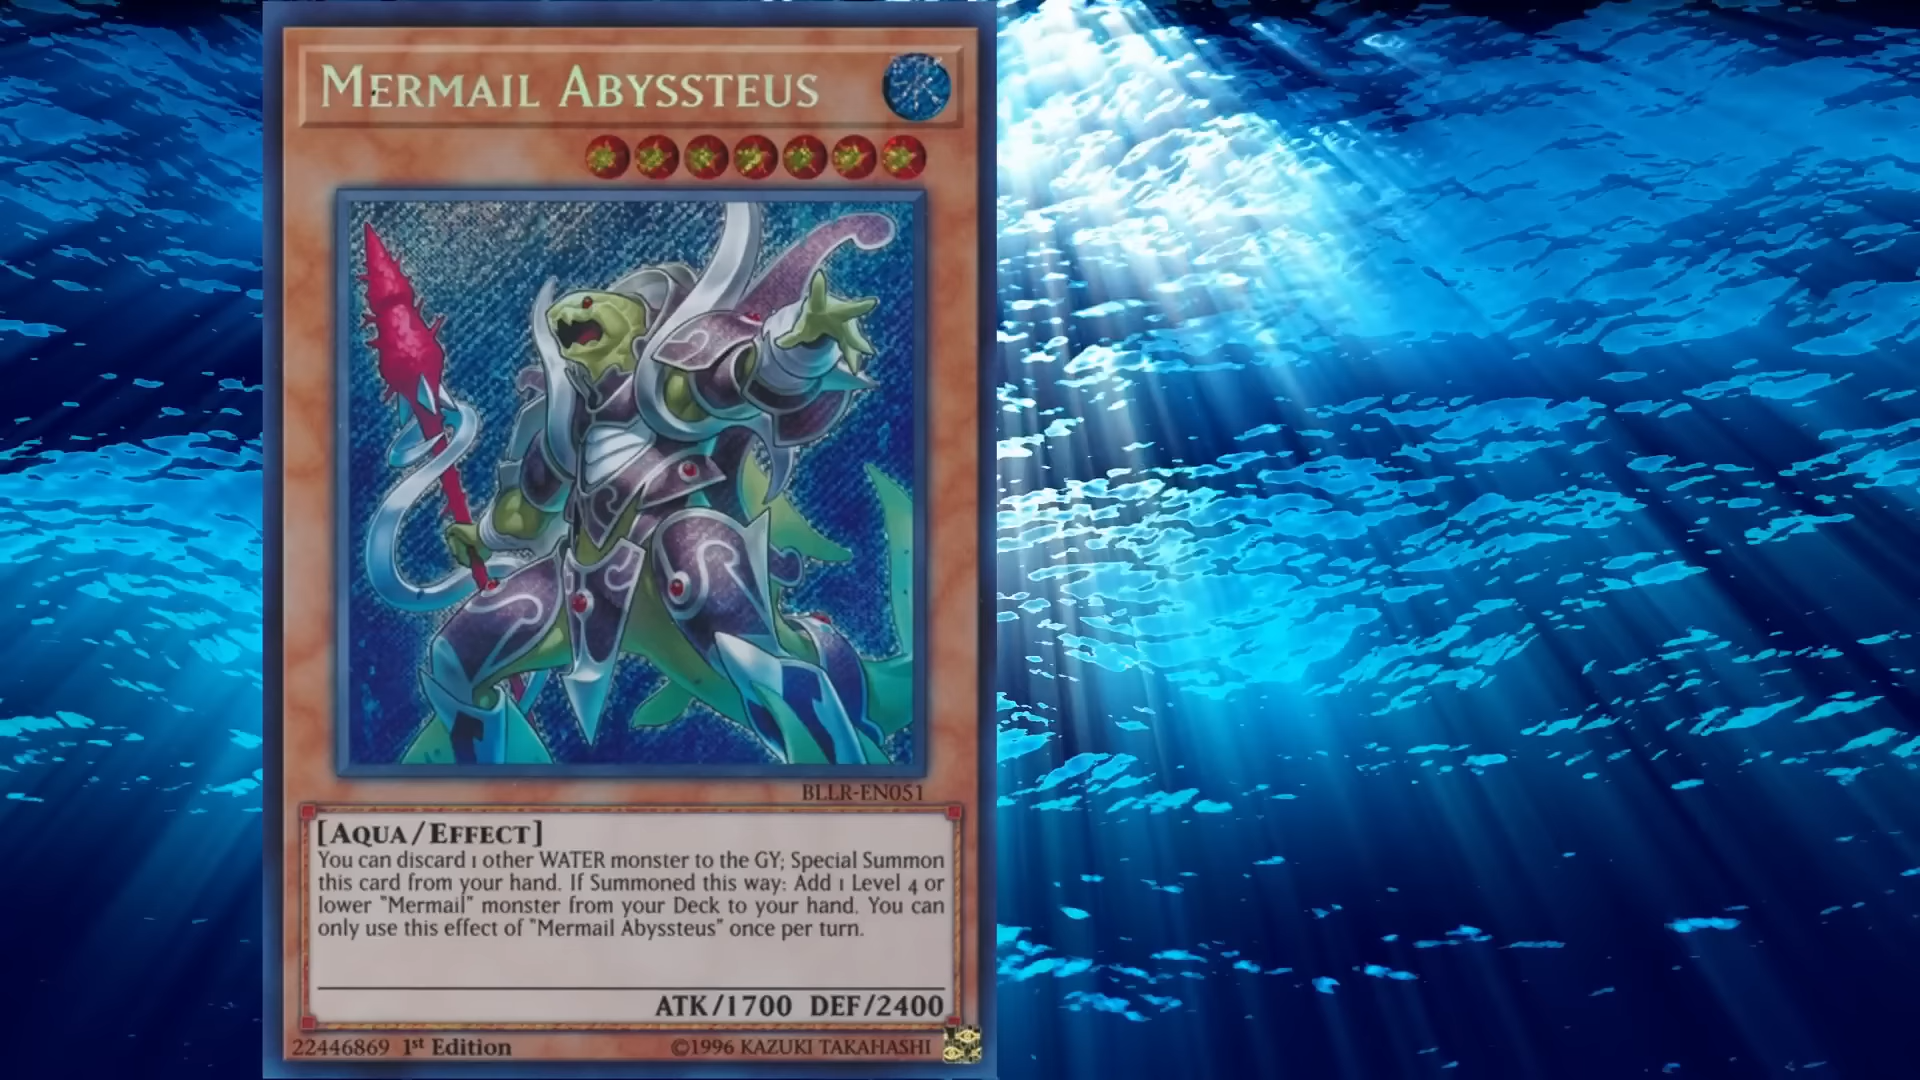 MERMAIL ABYSSTEUS
BLLR-EN051
[AQUA/EFFECT]
You can discard 1 other WATER monster to the GY; Special Summon
this card from your hand. If Summoned this way: Add 1 Level 4 or
lower "Mermail" monster from your Deck to your hand. You can
only use this effect of "Mermail Abyssteus" once per turn.
ATK/1700 DEF/2400
22446869 1st Edition ©1996 KAZUKI TAKAHASHI